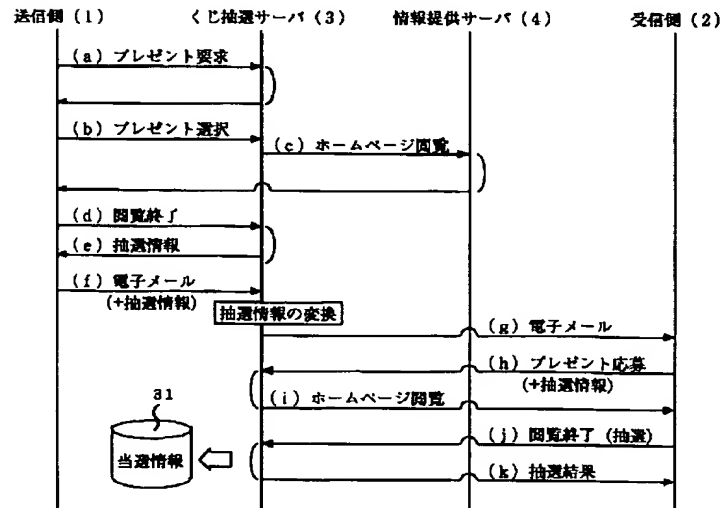 送信側(1) くじ抽選サーバ(3) 情報提供サーバ(4) 受信側(2)
(a) プレゼント要求
(b) プレゼント選択
(c) ホームページ閲覧
(d) 閲覧終了
(e) 抽選情報
(f) 電子メール
(+抽選情報)
抽選情報の変換
(g) 電子メール
(h) プレゼント応募
(+抽選情報)
(i) ホームページ閲覧
31
(j) 閲覧終了 (抽選)
当選情報
(k) 抽選結果